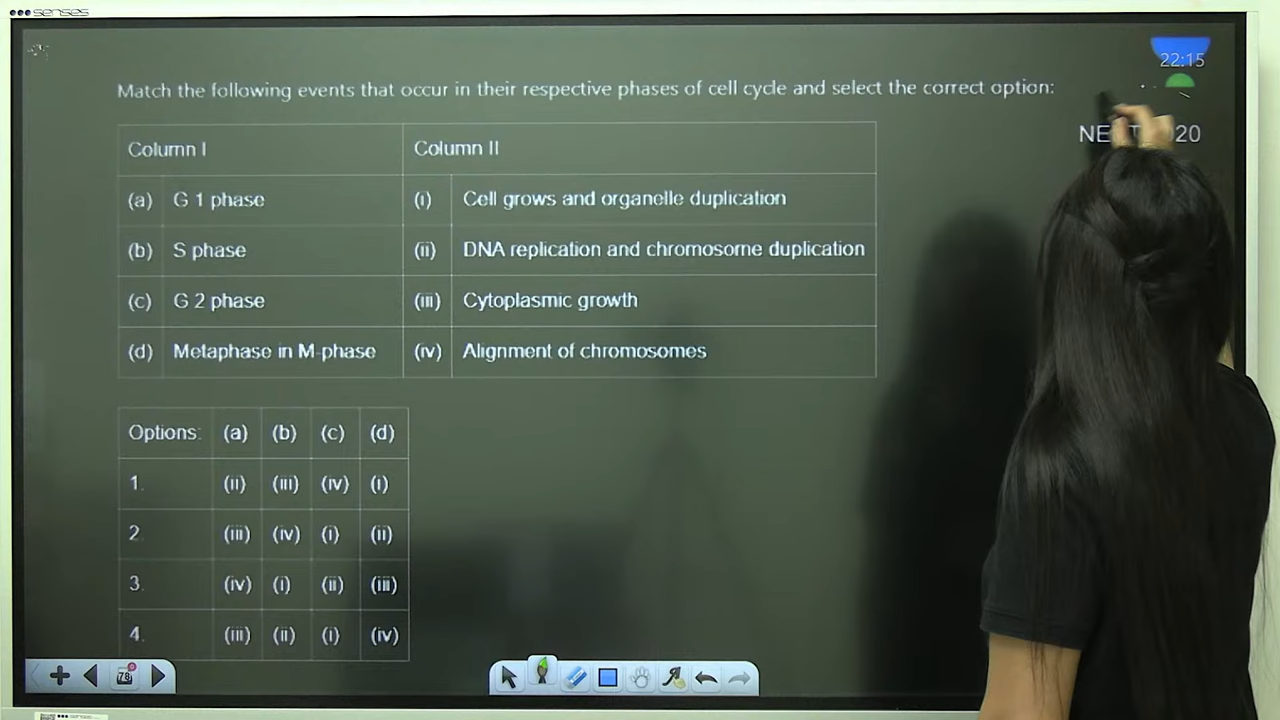 senses
22:15
Match the following events that occur in their respective phases of cell cycle and select the correct option:
Column I Column II
(a) G 1 phase (i) Cell grows and organelle duplication
(b) S phase (ii) DNA replication and chromosome duplication
(c) G 2 phase (iii) Cytoplasmic growth
(d) Metaphase in M-phase (iv) Alignment of chromosomes
Options: (a) (b) (c) (d)
1. (ii) (iii) (iv) (i)
2. (iii) (iv) (i) (ii)
3. (iv) (i) (ii) (iii)
4. (iii) (ii) (i) (iv)
78